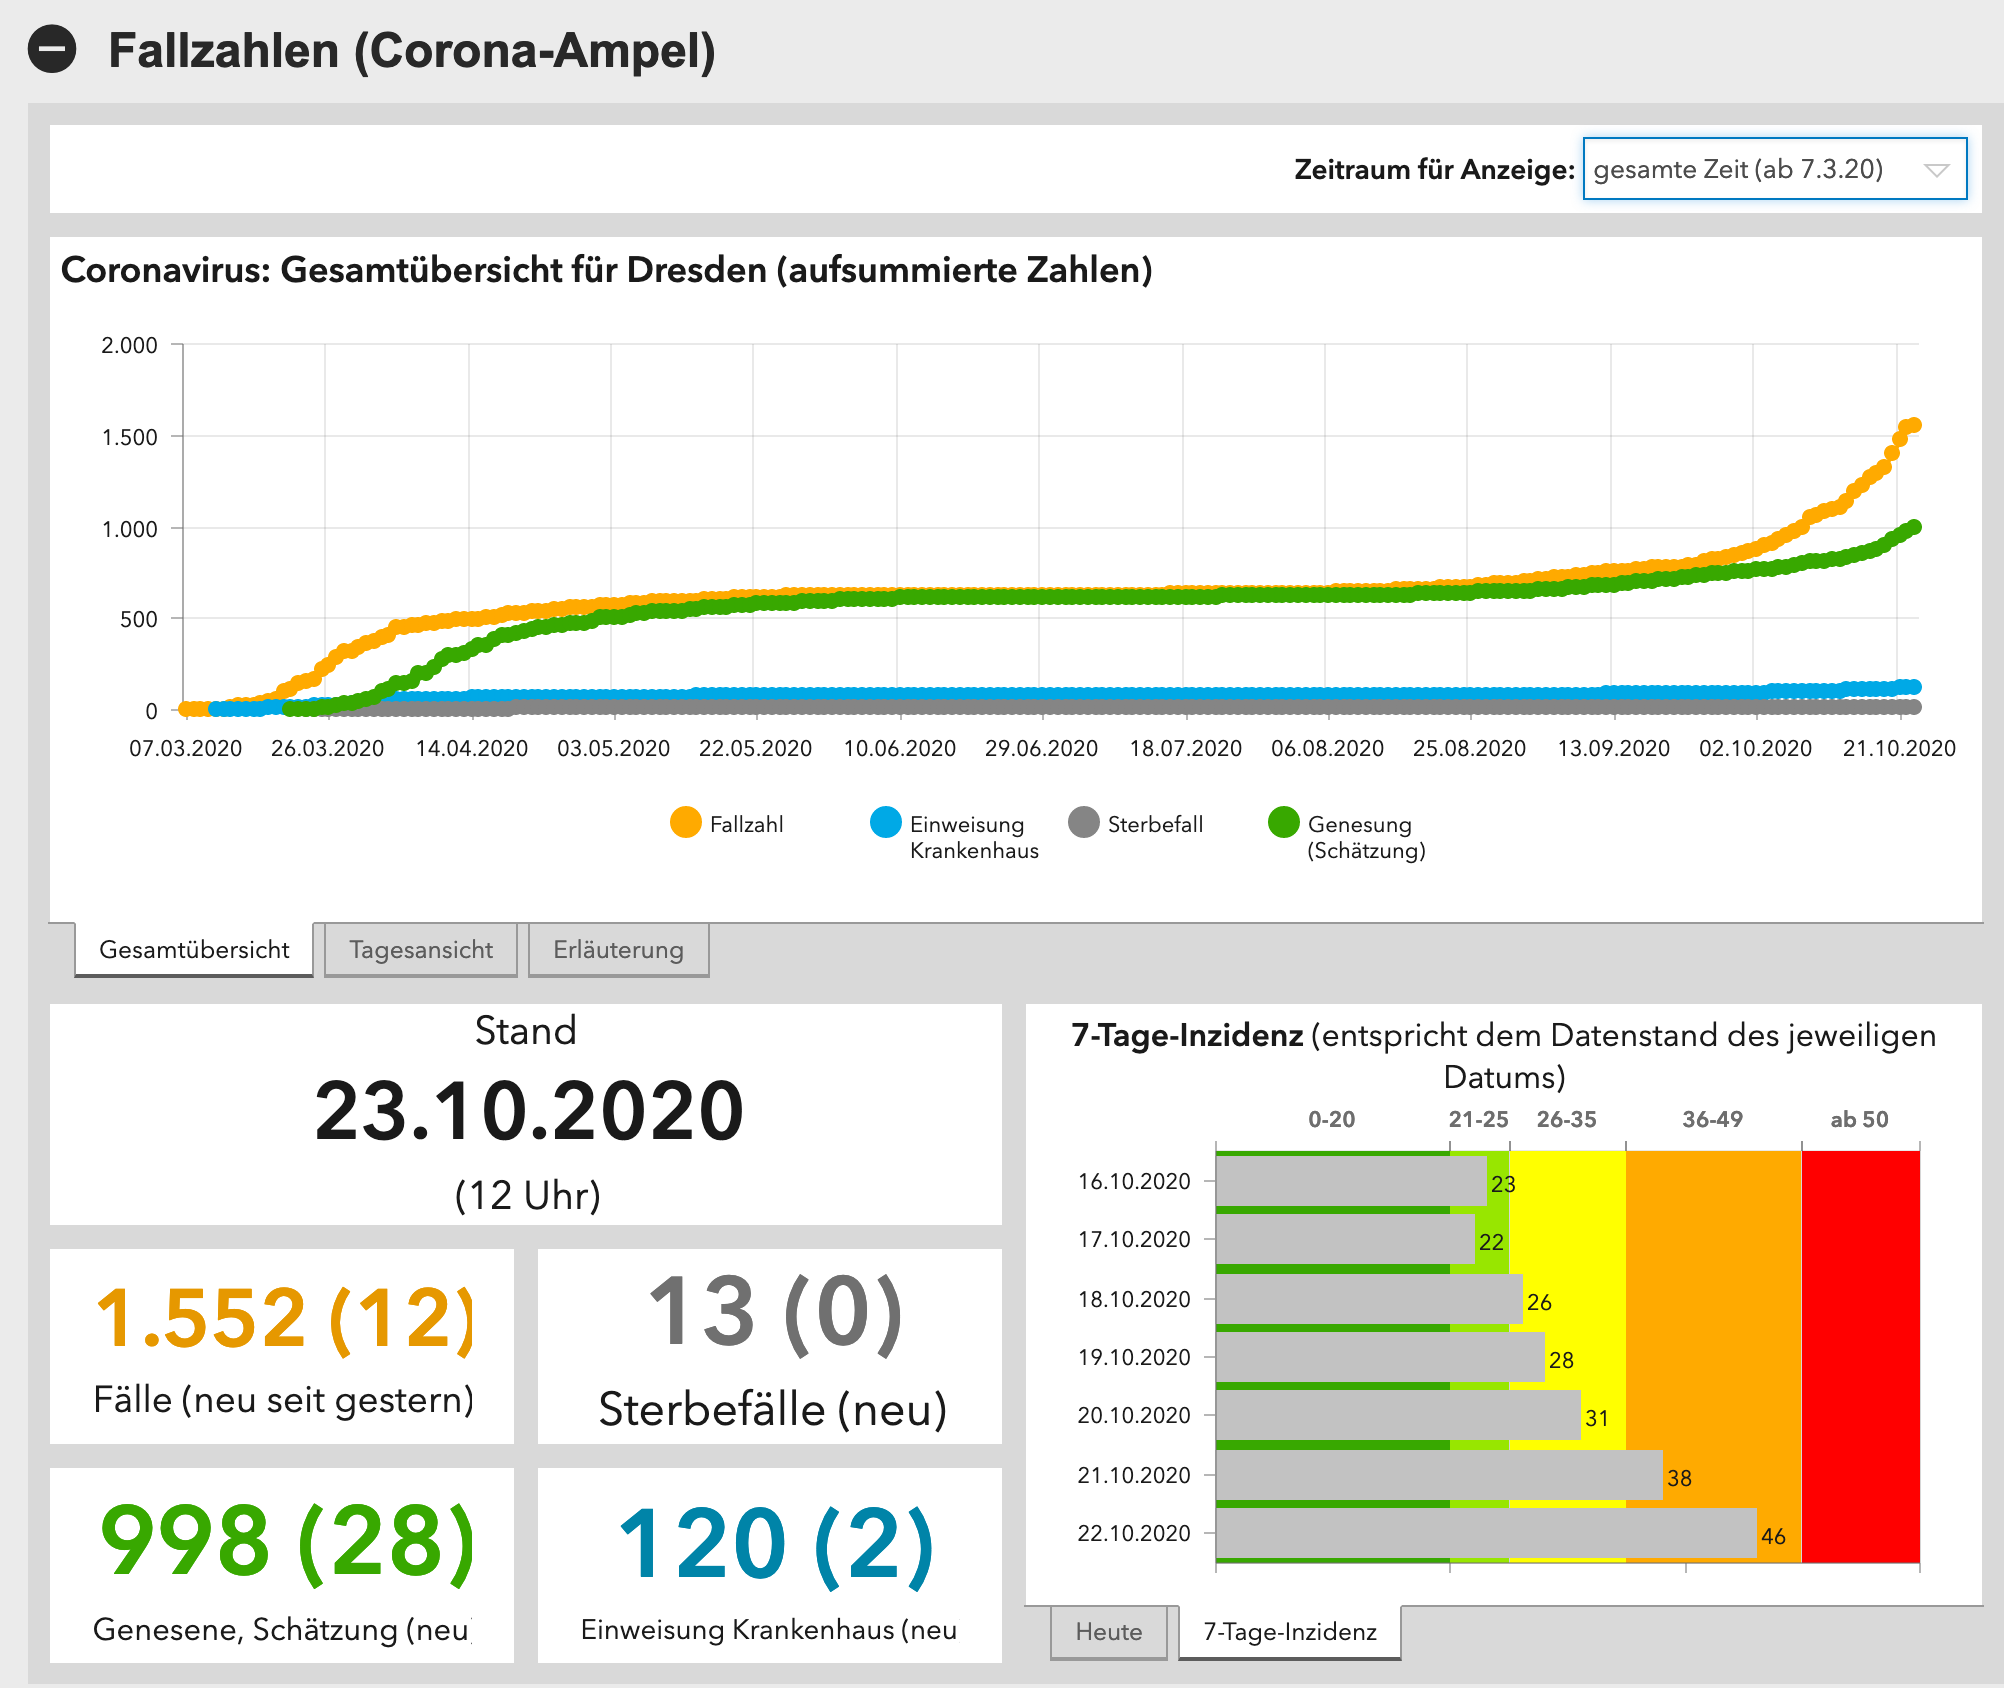 Fallzahlen (Corona-Ampel)
Zeitraum für Anzeige: gesamte Zeit (ab 7.3.20)
Coronavirus: Gesamtübersicht für Dresden (aufsummierte Zahlen)
2.000
1.500
1.000
500
0
07.03.2020 26.03.2020 14.04.2020 03.05.2020 22.05.2020 10.06.2020 29.06.2020 18.07.2020 06.08.2020 25.08.2020 13.09.2020 02.10.2020 21.10.2020
Fallzahl
Einweisung
Krankenhaus
Sterbefall
Genesung
(Schätzung)
Gesamtübersicht Tagesansicht Erläuterung
Stand
23.10.2020
(12 Uhr)
1.552 (12)
Fälle (neu seit gestern)
13 (0)
Sterbefälle (neu)
998 (28)
Genesene, Schätzung (neu)
120 (2)
Einweisung Krankenhaus (neu
7-Tage-Inzidenz (entspricht dem Datenstand des jeweiligen
Datums)
0-20 21-25 26-35 36-49 ab 50
16.10.2020 23
17.10.2020 22
18.10.2020 26
19.10.2020 28
20.10.2020 31
21.10.2020 38
22.10.2020 46
Heute 7-Tage-Inzidenz